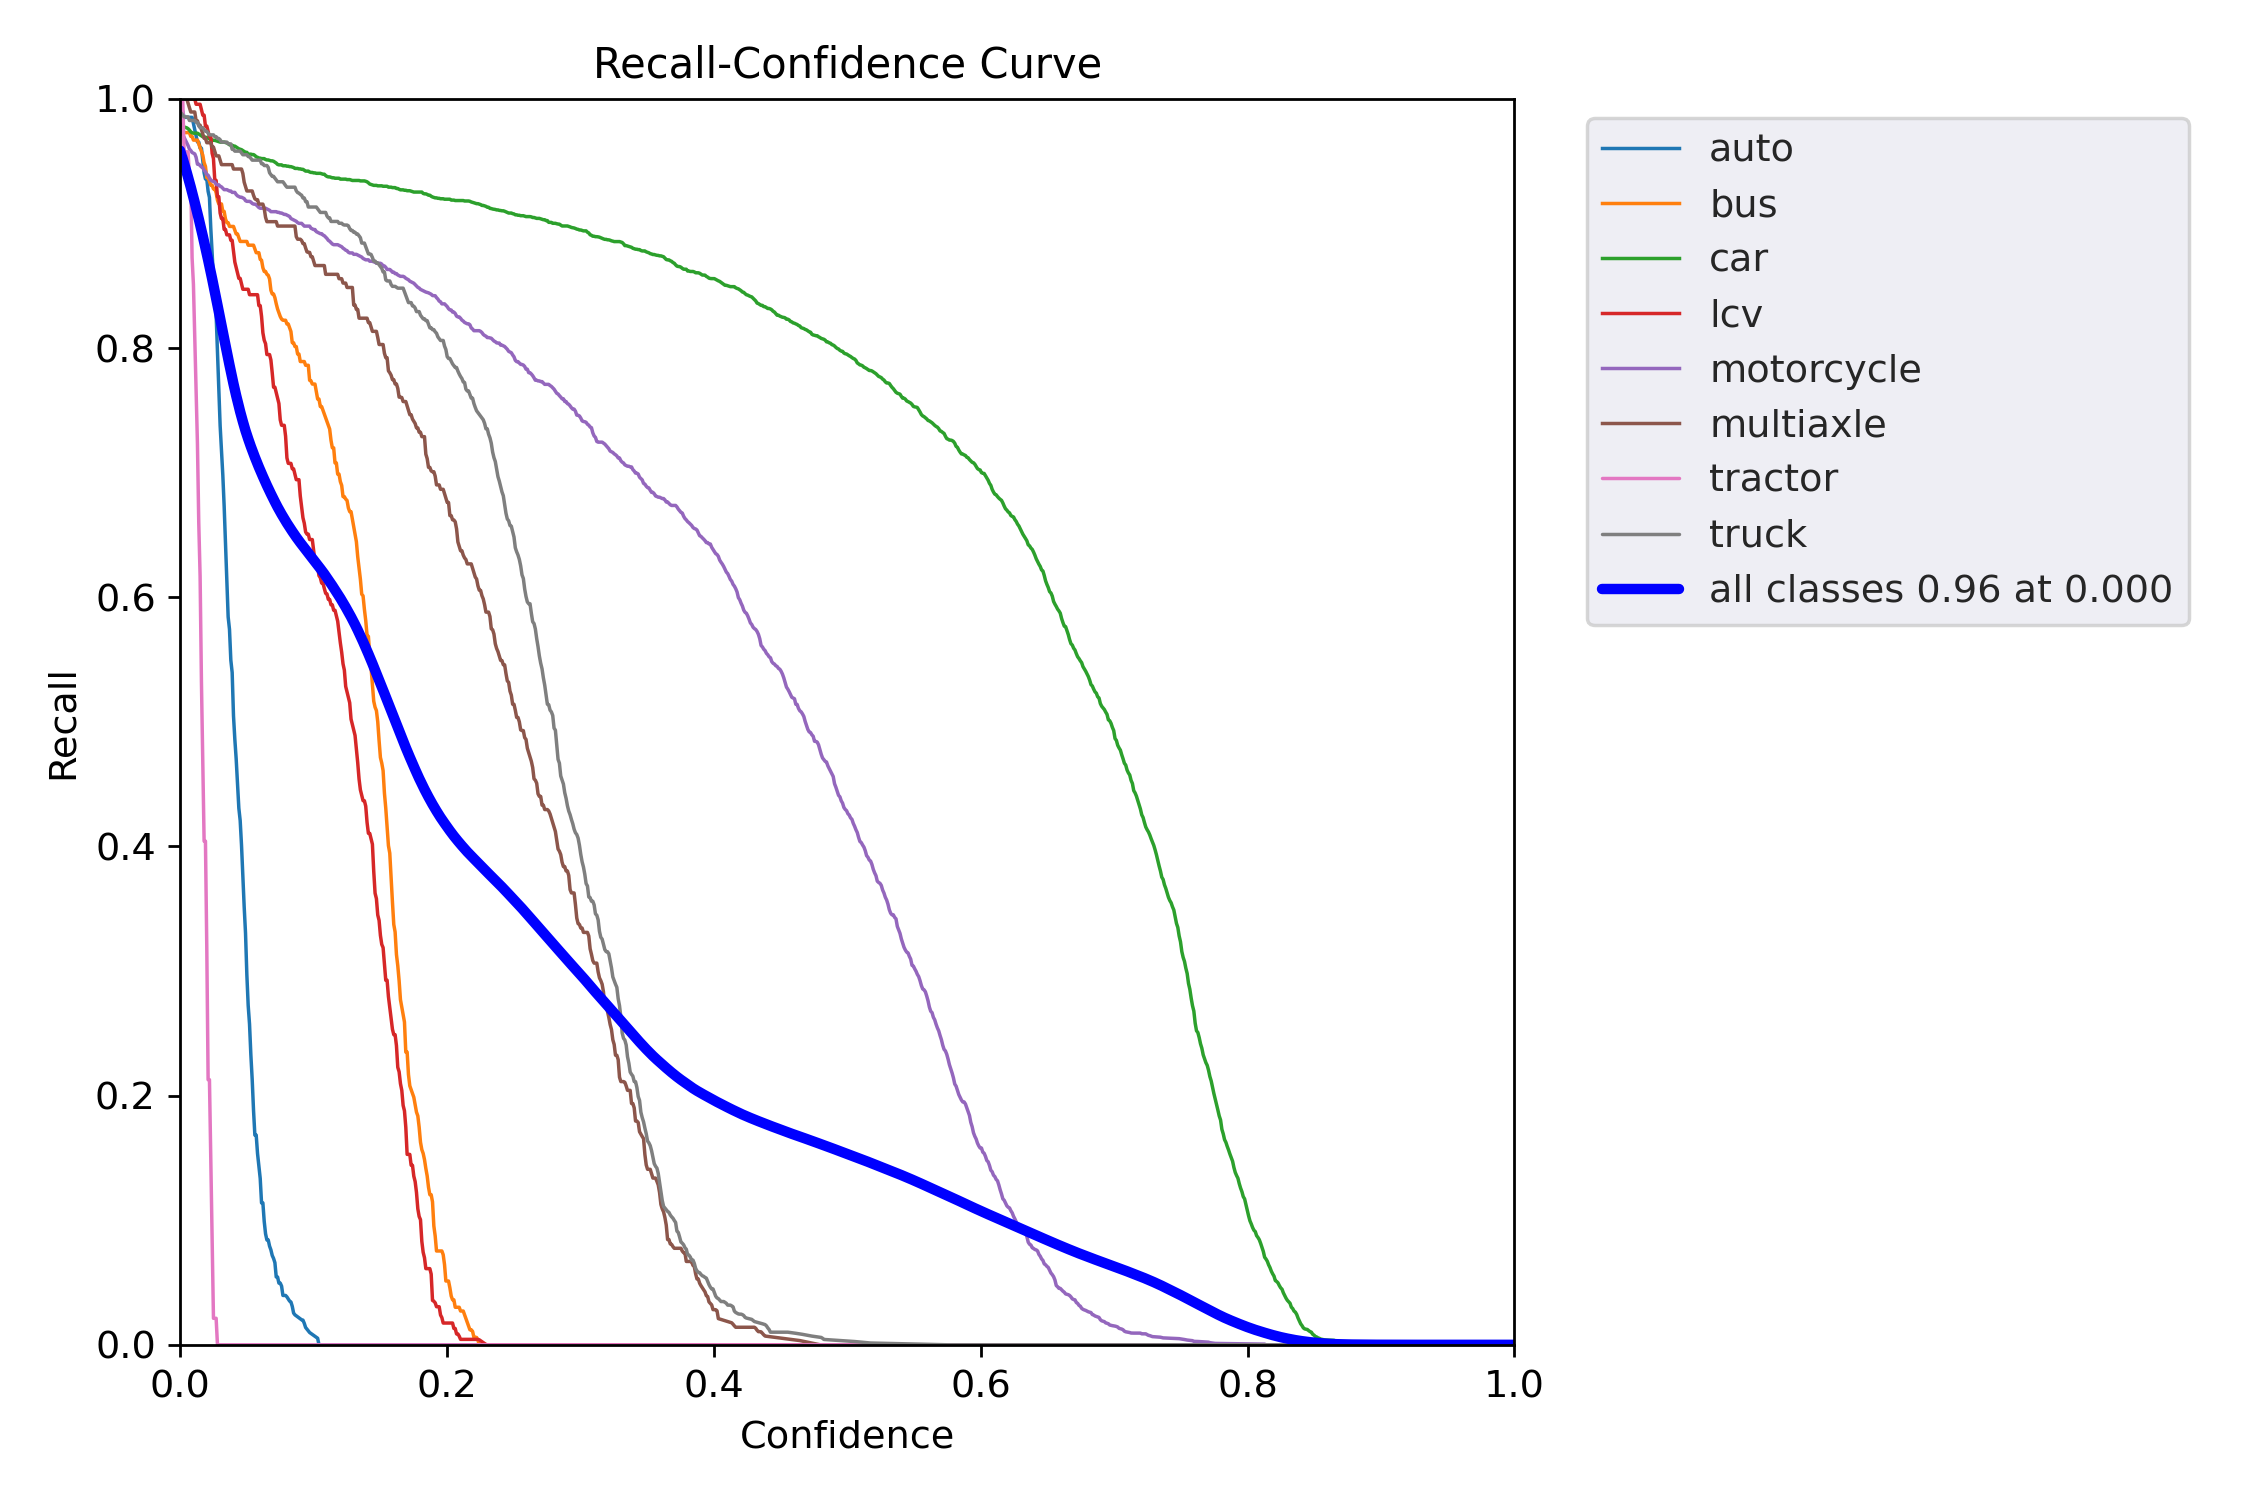 Recall-Confidence Curve
1.0
0.8
0.6
0.4
0.2
0.0
Recall
0.0 0.2 0.4 0.6 0.8 1.0
Confidence
auto
bus
car
lcv
motorcycle
multiaxle
tractor
truck
all classes 0.96 at 0.000